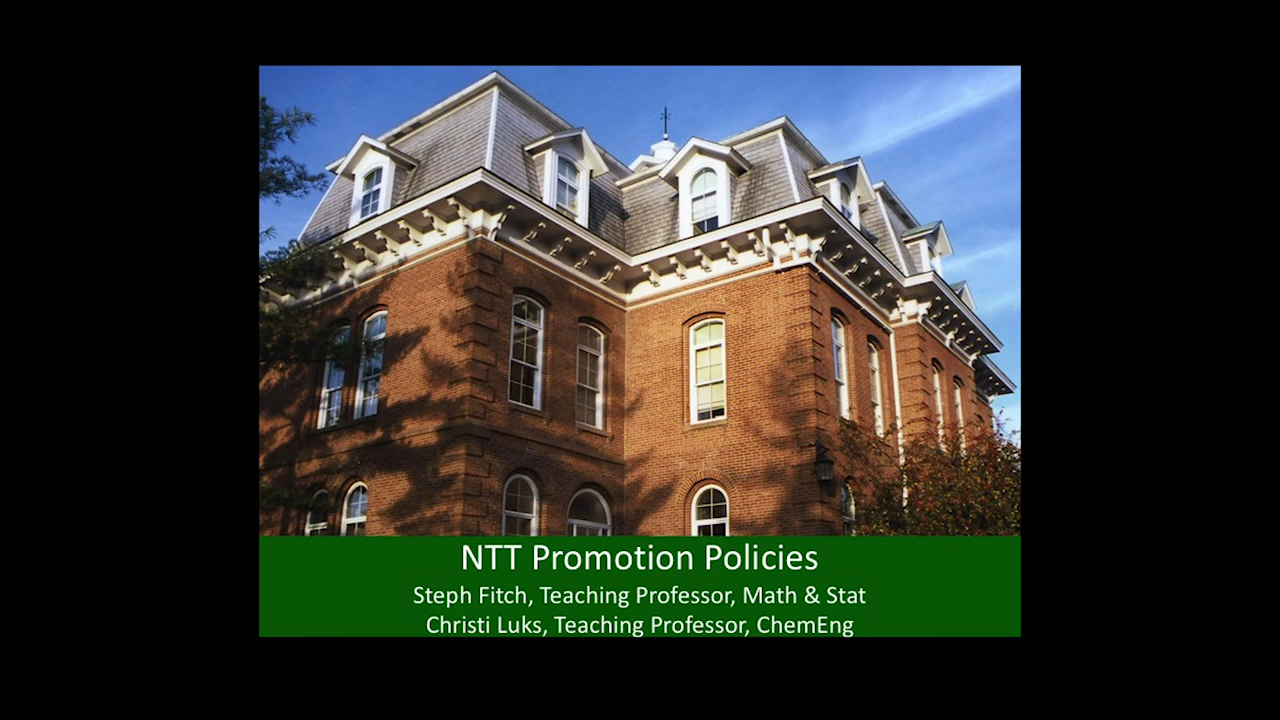 NTT Promotion Policies
Steph Fitch, Teaching Professor, Math & Stat
Christi Luks, Teaching Professor, ChemEng